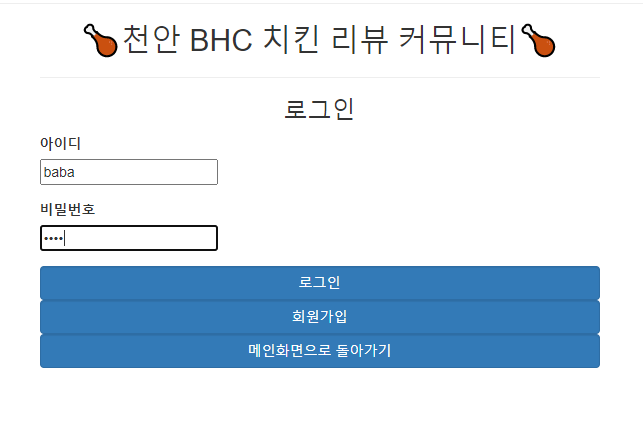 천안 BHC 치킨 리뷰 커뮤니티
로그인
아이디
baba
비밀번호
••••
로그인
회원가입
메인화면으로 돌아가기